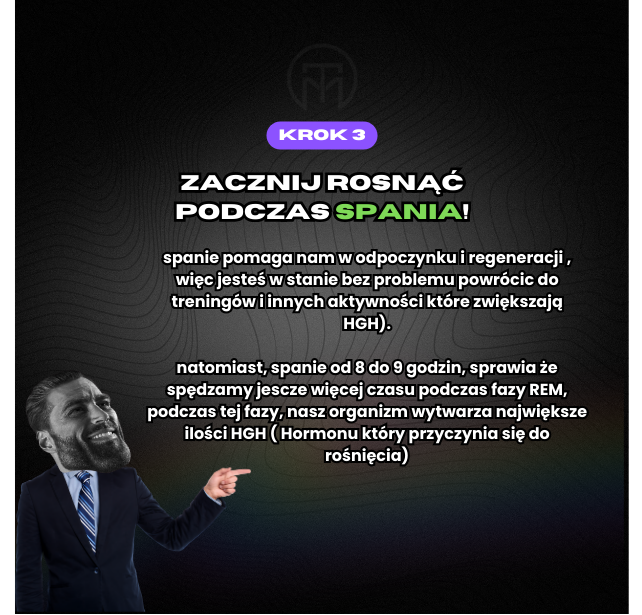 KROK 3
ZACZNIJ ROSNĄĆ
PODCZAS SPANIA!
spanie pomaga nam w odpoczynku i regeneracji ,
więc jesteś w stanie bez problemu powrócic do
treningów i innych aktywności które zwiększają
HGH).
natomiast, spanie od 8 do 9 godzin, sprawia że
spędzamy jescze więcej czasu podczas fazy REM,
podczas tej fazy, nasz organizm wytwarza największe
ilości HGH ( Hormonu który przyczynia się do
rośnięcia)